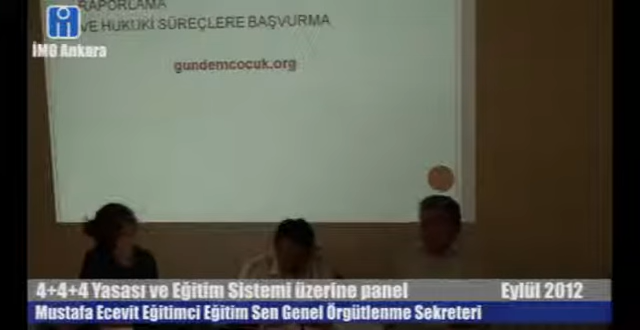 RAPORLAMA
VE HUKUKİ SÜREÇLERE BAŞVURMA
İMO Ankara
gundemcocuk.org
4+4+4 Yasası ve Eğitim Sistemi üzerine panel Eylül 2012
Mustafa Ecevit Eğitimci Eğitim Sen Genel Örgütlenme Sekreteri